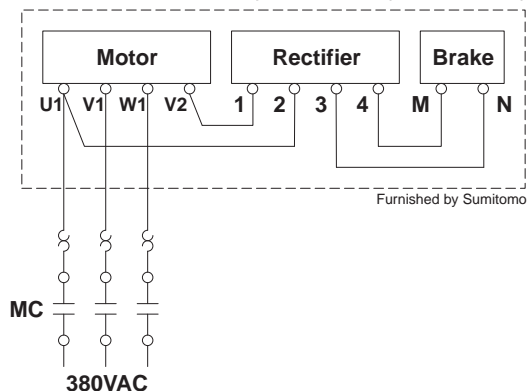 Motor Rectifier Brake
U1 V1 W1 V2 1 2 3 4 M N
Furnished by Sumitomo
MC
380VAC